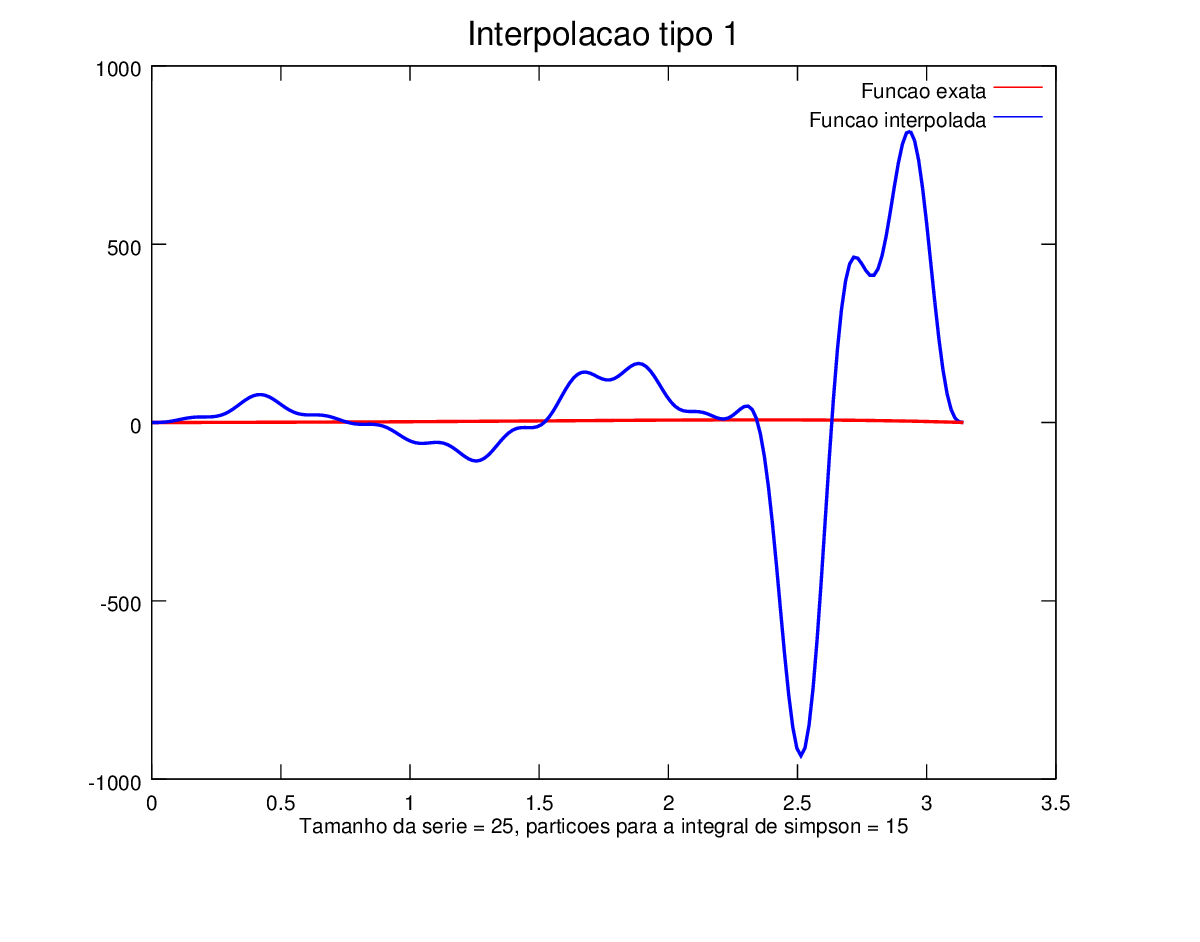 Interpolacao tipo 1
1000
Funcao exata
Funcao interpolada
500
0
-500
-1000
0 0.5 1 1.5 2 2.5 3 3.5
Tamanho da serie = 25, particoes para a integral de simpson = 15